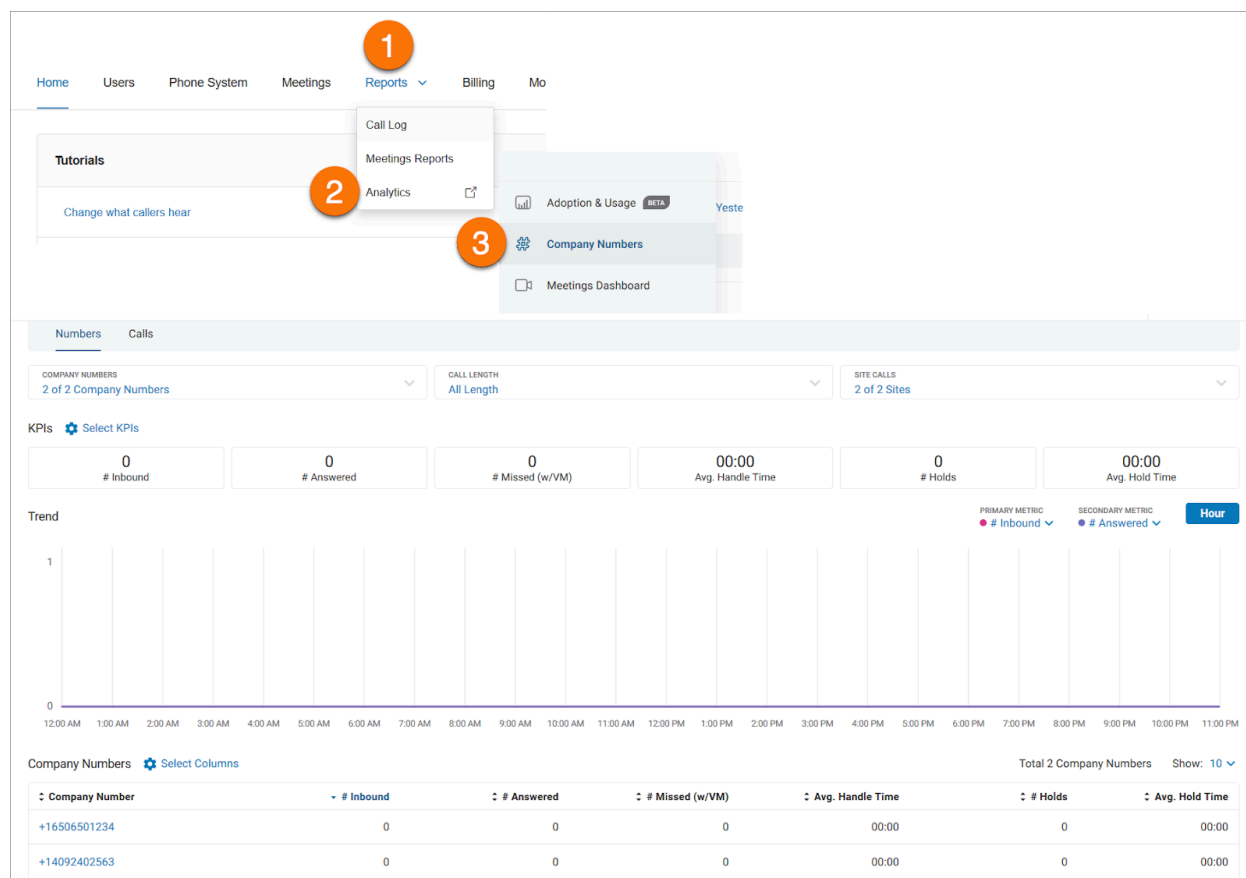 1
Home Users Phone System Meetings Reports Billing Mo
Call Log
Tutorials
Meetings Reports
2 Analytics
Change what callers hear
Adoption & Usage BETA Yeste
3 Company Numbers
Meetings Dashboard
Numbers Calls
COMPANY NUMBERS CALL LENGTH SITE CALLS
2 of 2 Company Numbers All Length 2 of 2 Sites
KPIs Select KPIs
0 0 0 00:00 0 00:00
# Inbound # Answered # Missed (w/VM) Avg. Handle Time # Holds Avg. Hold Time
Trend PRIMARY METRIC SECONDARY METRIC Hour
# Inbound # Answered
1
0
12:00 AM 1:00 AM 2:00 AM 3:00 AM 4:00 AM 5:00 AM 6:00 AM 7:00 AM 8:00 AM 9:00 AM 10:00 AM 11:00 AM 12:00 PM 1:00 PM 2:00 PM 3:00 PM 4:00 PM 5:00 PM 6:00 PM 7:00 PM 8:00 PM 9:00 PM 10:00 PM 11:00 PM
Company Numbers Select Columns Total 2 Company Numbers Show: 10
Company Number # Inbound # Answered # Missed (w/VM) Avg. Handle Time # Holds Avg. Hold Time
+16506501234 0 0 0 00:00 0 00:00
+14092402563 0 0 0 00:00 0 00:00